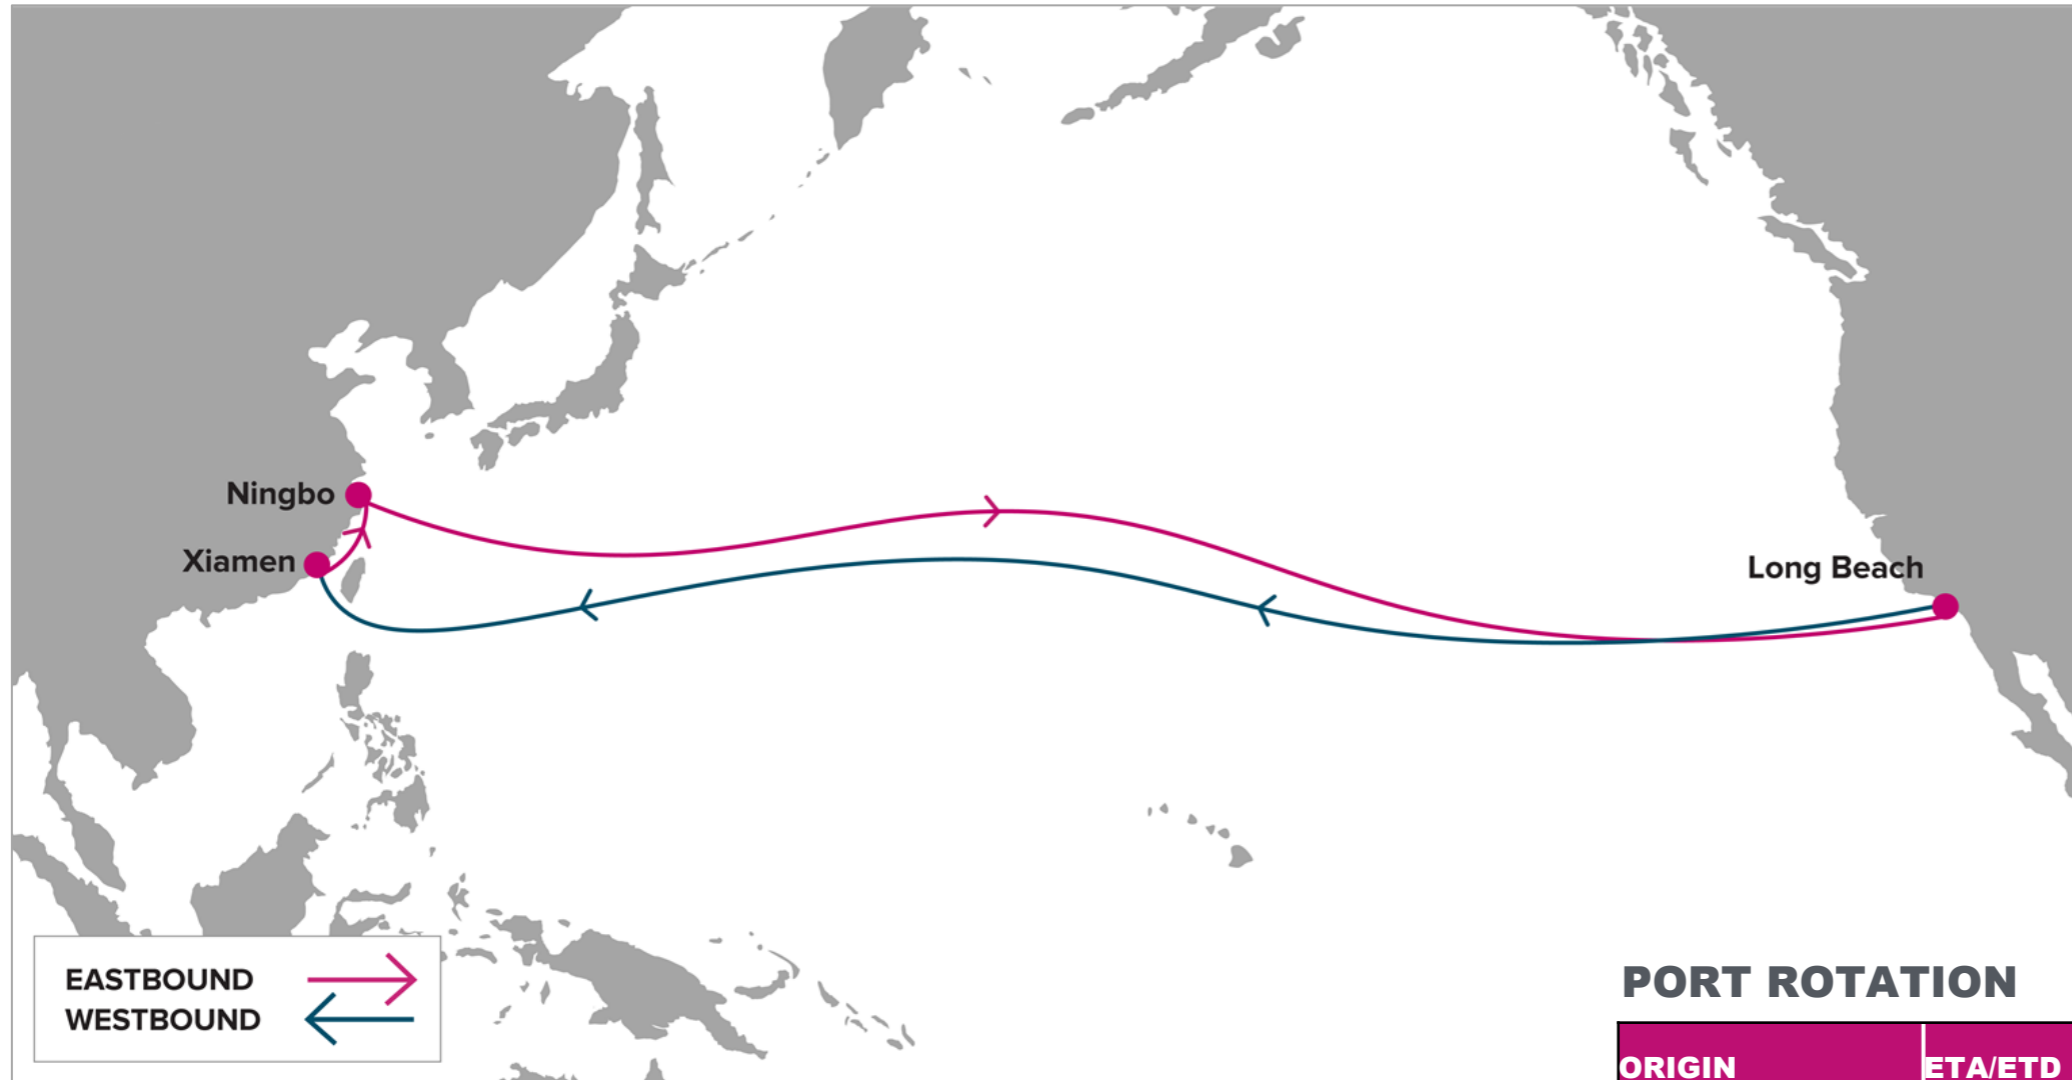 Ningbo
Xiamen
Long Beach
EASTBOUND
WESTBOUND
PORT ROTATION
ORIGIN ETA/ETD